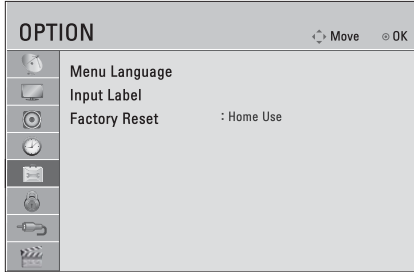 OPTION
Move
OK
Menu Language
Input Label
Factory Reset : Home Use